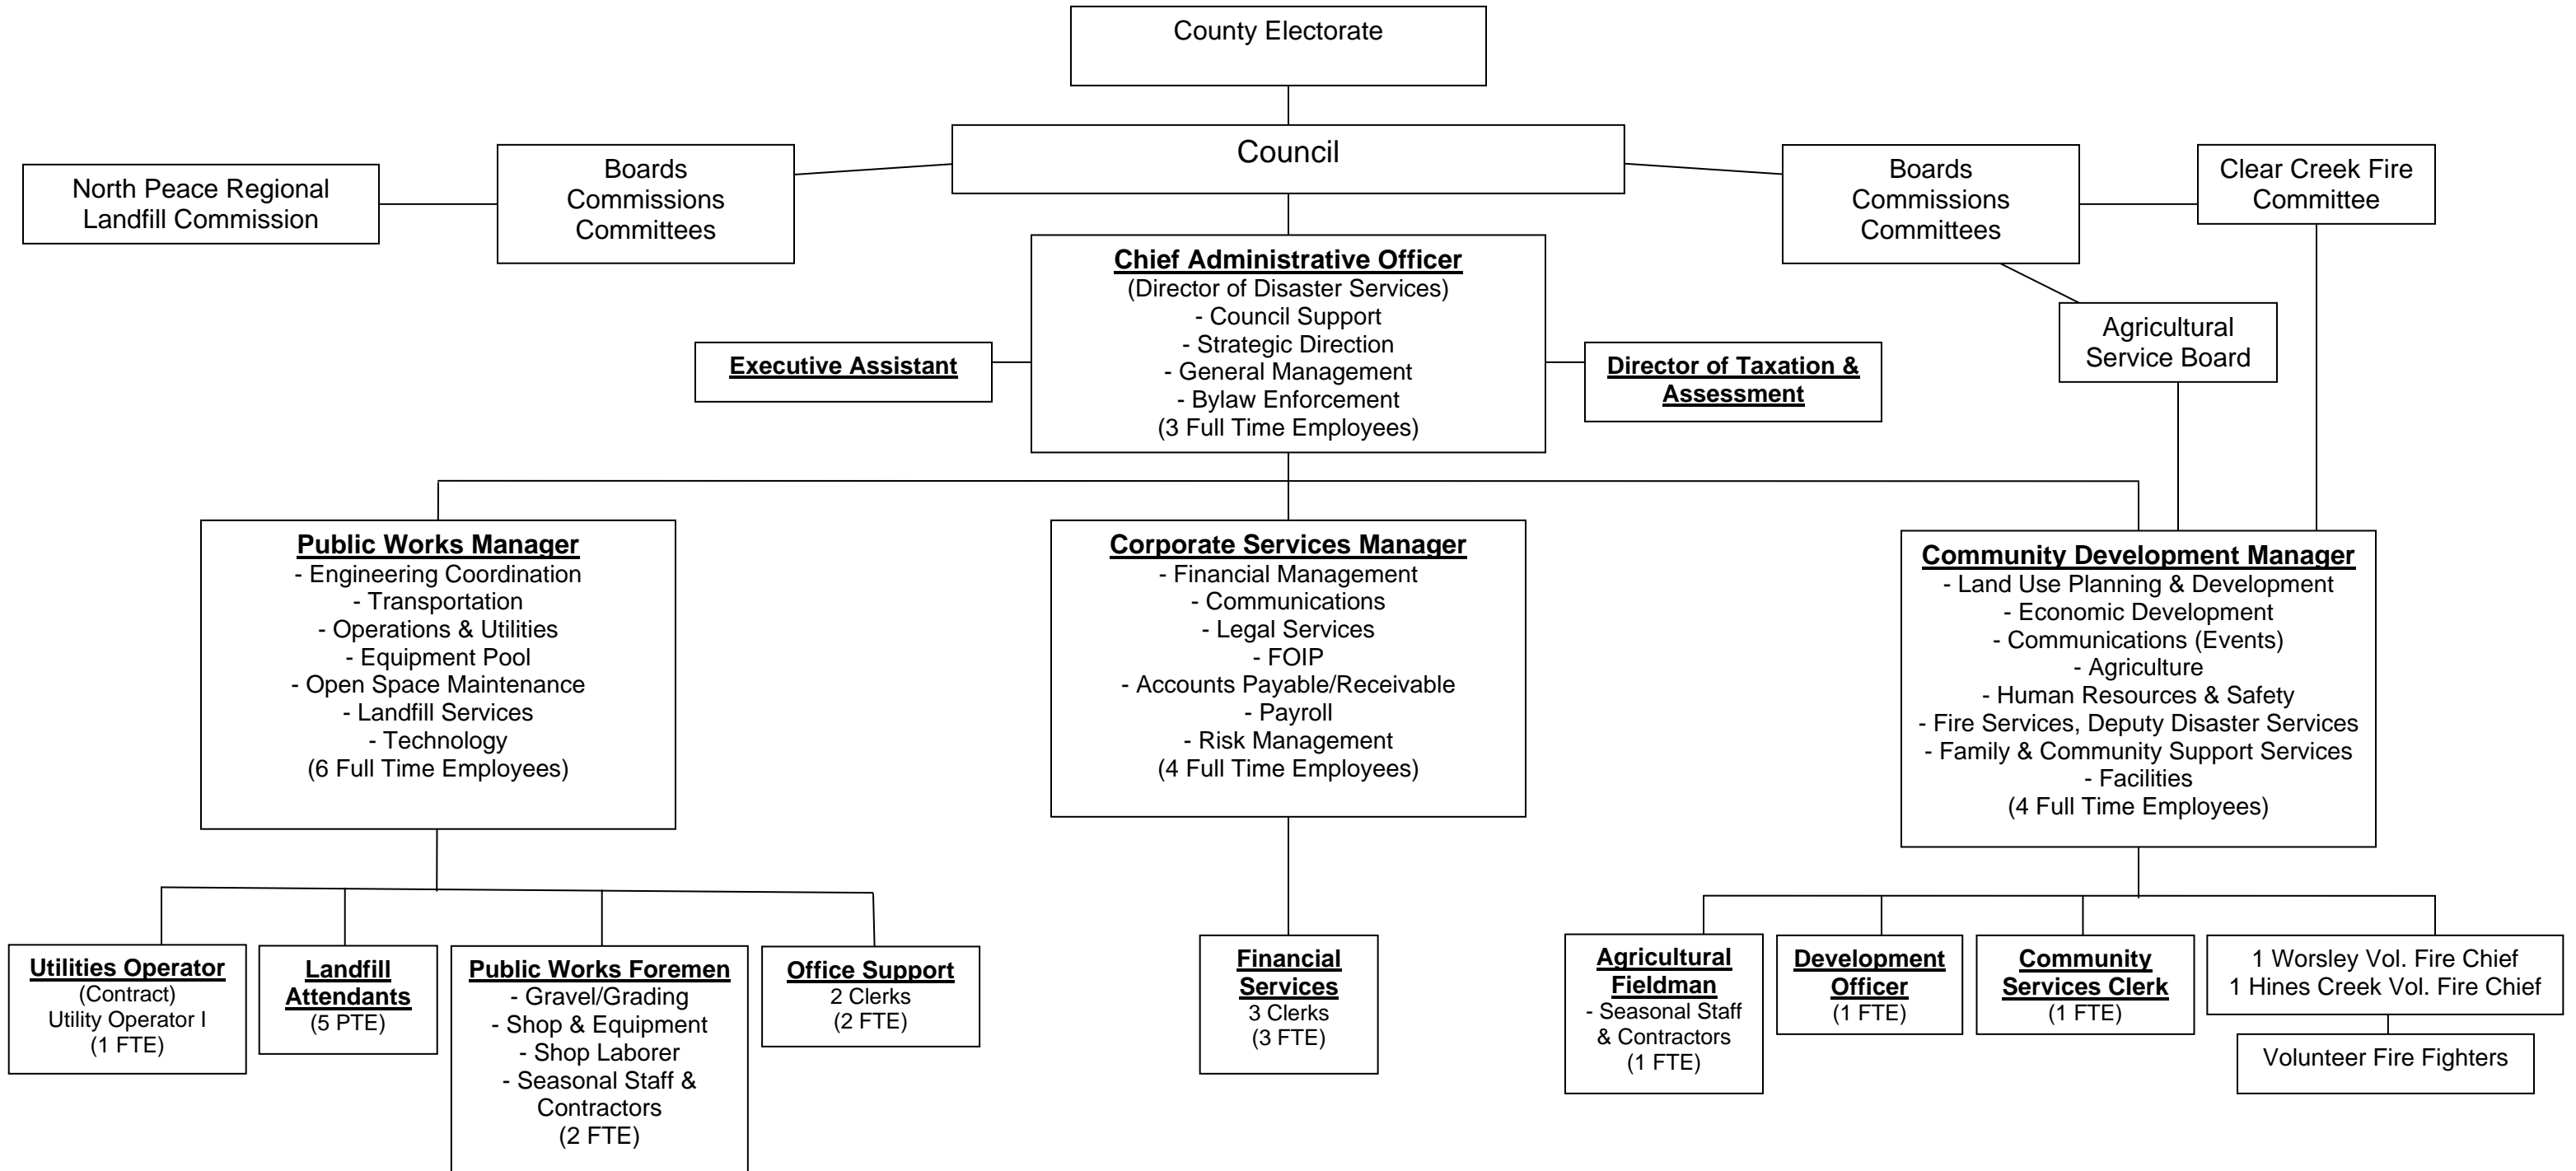 County Electorate
Council
North Peace Regional
Landfill Commission
Boards
Commissions
Committees
Boards
Commissions
Committees
Clear Creek Fire
Committee
Agricultural
Service Board
Chief Administrative Officer
(Director of Disaster Services)
- Council Support
- Strategic Direction
- General Management
- Bylaw Enforcement
(3 Full Time Employees)
Executive Assistant
Director of Taxation &
Assessment
Public Works Manager
- Engineering Coordination
- Transportation
- Operations & Utilities
- Equipment Pool
- Open Space Maintenance
- Landfill Services
- Technology
(6 Full Time Employees)
Corporate Services Manager
- Financial Management
- Communications
- Legal Services
- FOIP
- Accounts Payable/Receivable
- Payroll
- Risk Management
(4 Full Time Employees)
Community Development Manager
- Land Use Planning & Development
- Economic Development
- Communications (Events)
- Agriculture
- Human Resources & Safety
- Fire Services, Deputy Disaster Services
- Family & Community Support Services
- Facilities
(4 Full Time Employees)
Utilities Operator
(Contract)
Utility Operator I
(1 FTE)
Landfill
Attendants
(5 PTE)
Public Works Foremen
- Gravel/Grading
- Shop & Equipment
- Shop Laborer
- Seasonal Staff &
Contractors
(2 FTE)
Office Support
2 Clerks
(2 FTE)
Financial
Services
3 Clerks
(3 FTE)
Agricultural
Fieldman
- Seasonal Staff
& Contractors
(1 FTE)
Development
Officer
(1 FTE)
Community
Services Clerk
(1 FTE)
1 Worsley Vol. Fire Chief
1 Hines Creek Vol. Fire Chief
Volunteer Fire Fighters